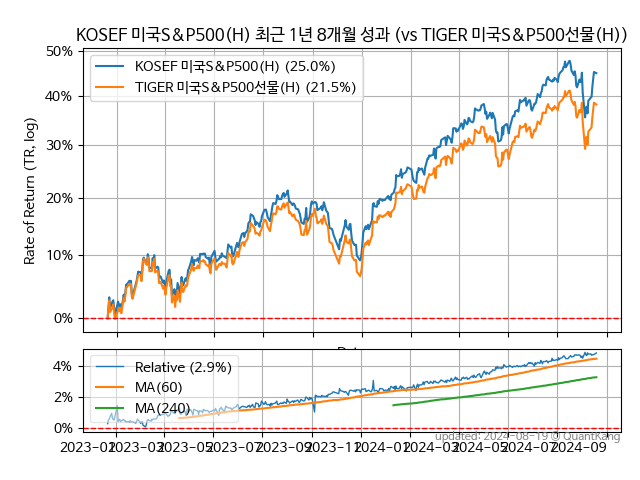 KOSEF 미국S&P500(H) 최근 1년 8개월 성과 (vs TIGER 미국S&P500선물(H))
Rate of Return (TR, log)
50%
40%
30%
20%
10%
0%
KOSEF 미국S&P500(H) (25.0%)
TIGER 미국S&P500선물(H) (21.5%)
4%
2%
0%
Relative (2.9%)
MA(60)
MA(240)
2023-01
2023-03
2023-05
2023-07
2023-09
2023-11
2024-01
2024-03
2024-05
2024-07
2024-09
updated: 2024-08-19 @ QuantKang